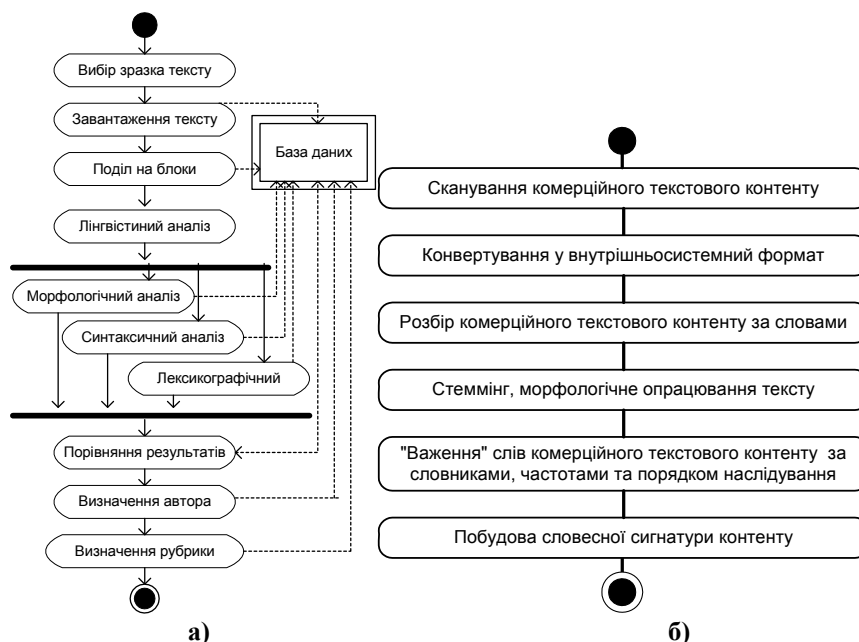 Вибір зразка тексту
Завантаження тексту
База даних
Поділ на блоки
Лінгвістиний аналіз
Морфологічний аналіз
Синтаксичний аналіз
Лексикографічний
Порівняння результатів
Визначення автора
Визначення рубрики
а)
Сканування комерційного текстового контенту
Конвертування у внутрішньосистемний формат
Розбір комерційного текстового контенту за словами
Стеммінг, морфологічне опрацювання тексту
"Важення" слів комерційного текстового контенту за
словниками, частотами та порядком наслідування
Побудова словесної сигнатури контенту
б)